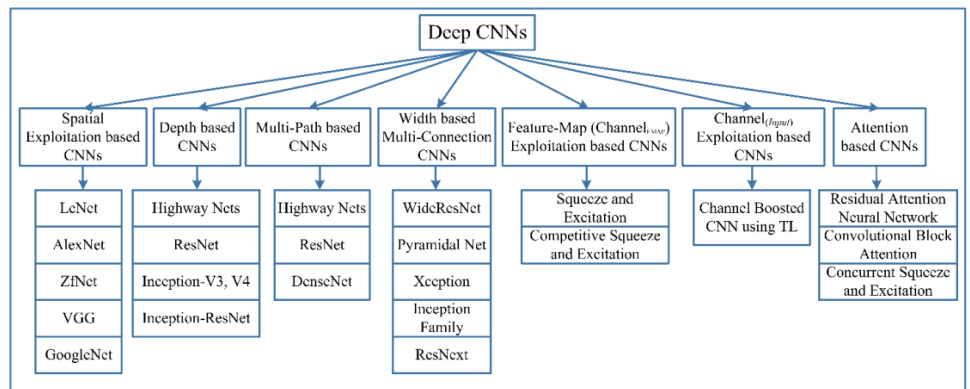 Deep CNNs
Spatial
Exploitation based
CNNs
Depth based
CNNs
Multi-Path based
CNNs
Width based
Multi-Connection
CNNs
Feature-Map (Channel_FMAP)
Exploitation based CNNs
Channel_(Input)
Exploitation based
CNNs
Attention
based CNNs
LeNet
AlexNet
ZfNet
VGG
GoogleNet
Highway Nets
ResNet
Inception-V3, V4
Inception-ResNet
Highway Nets
ResNet
DenseNet
WideResNet
Pyramidal Net
Xception
Inception
Family
ResNext
Squeeze and
Excitation
Competitive Squeeze
and Excitation
Channel Boosted
CNN using TL
Residual Attention
Neural Network
Convolutional Block
Attention
Concurrent Squeeze
and Excitation